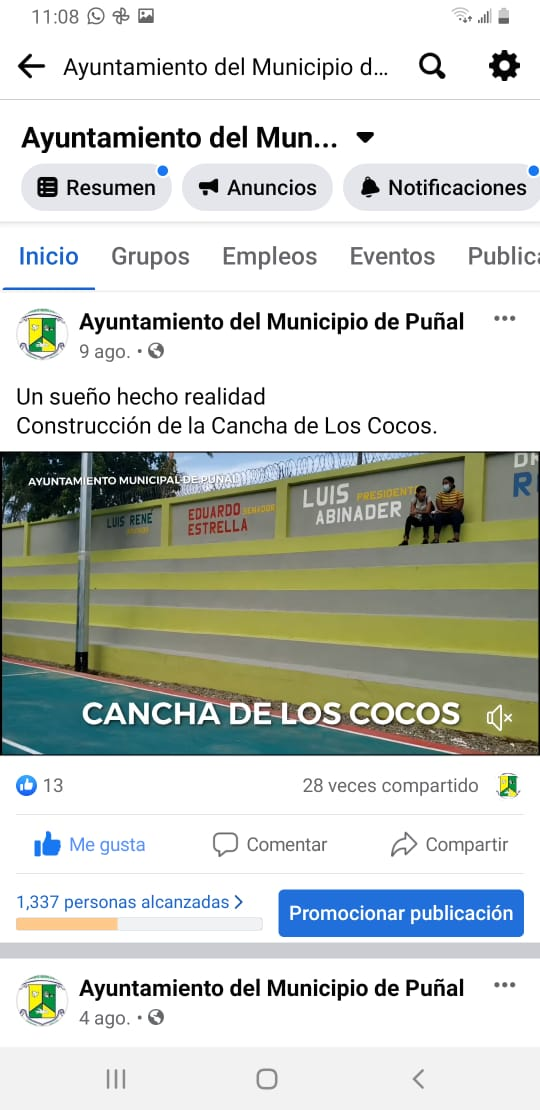 11:08
Ayuntamiento del Municipio d...
Ayuntamiento del Mun...
Resumen
Anuncios
Notificaciones
Inicio
Grupos
Empleos
Eventos
Public
Ayuntamiento del Municipio de Puñal
9 ago. •
Un sueño hecho realidad
Construcción de la Cancha de Los Cocos.
AYUNTAMIENTO MUNICIPAL DE PUÑAL
LUIS RENÉ
EDUARDO SENADOR
ESTRELLA
LUIS PRESIDENT
ABINADER
CANCHA DE LOS COCOS
13
28 veces compartido
Me gusta
Comentar
Compartir
1,337 personas alcanzadas
Promocionar publicación
Ayuntamiento del Municipio de Puñal
4 ago. •